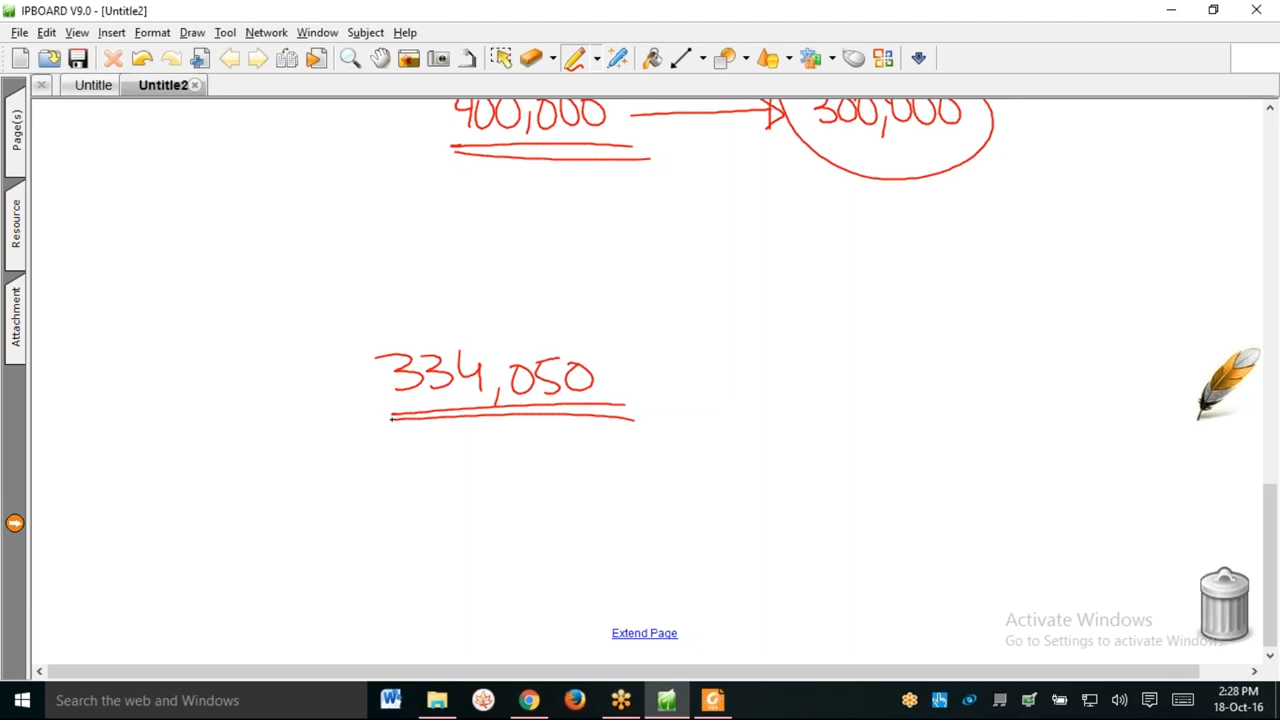 IPBOARD V9.0 - [Untitle2]
File Edit View Insert Format Draw Tool Network Window Subject Help
Untitle Untitle2
Page(s)
Resource
Attachment
400,000 300,000
334,050
Extend Page
Activate Windows
Go to Settings to activate Windows.
Search the web and Windows
2:28 PM
18-Oct-16